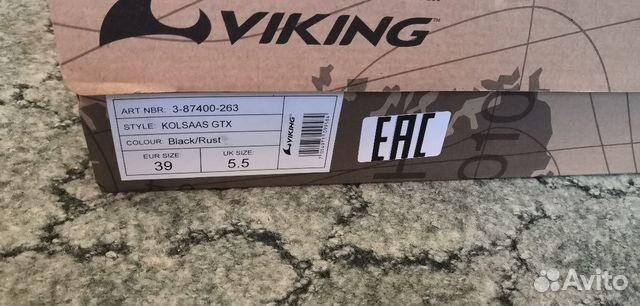 VIKING
ART NBR: 3-87400-263
STYLE: KOLSAAS GTX
COLOUR: Black/Rust
EUR SIZE: UK SIZE:
39 5.5
VIKING
EAC
Avito